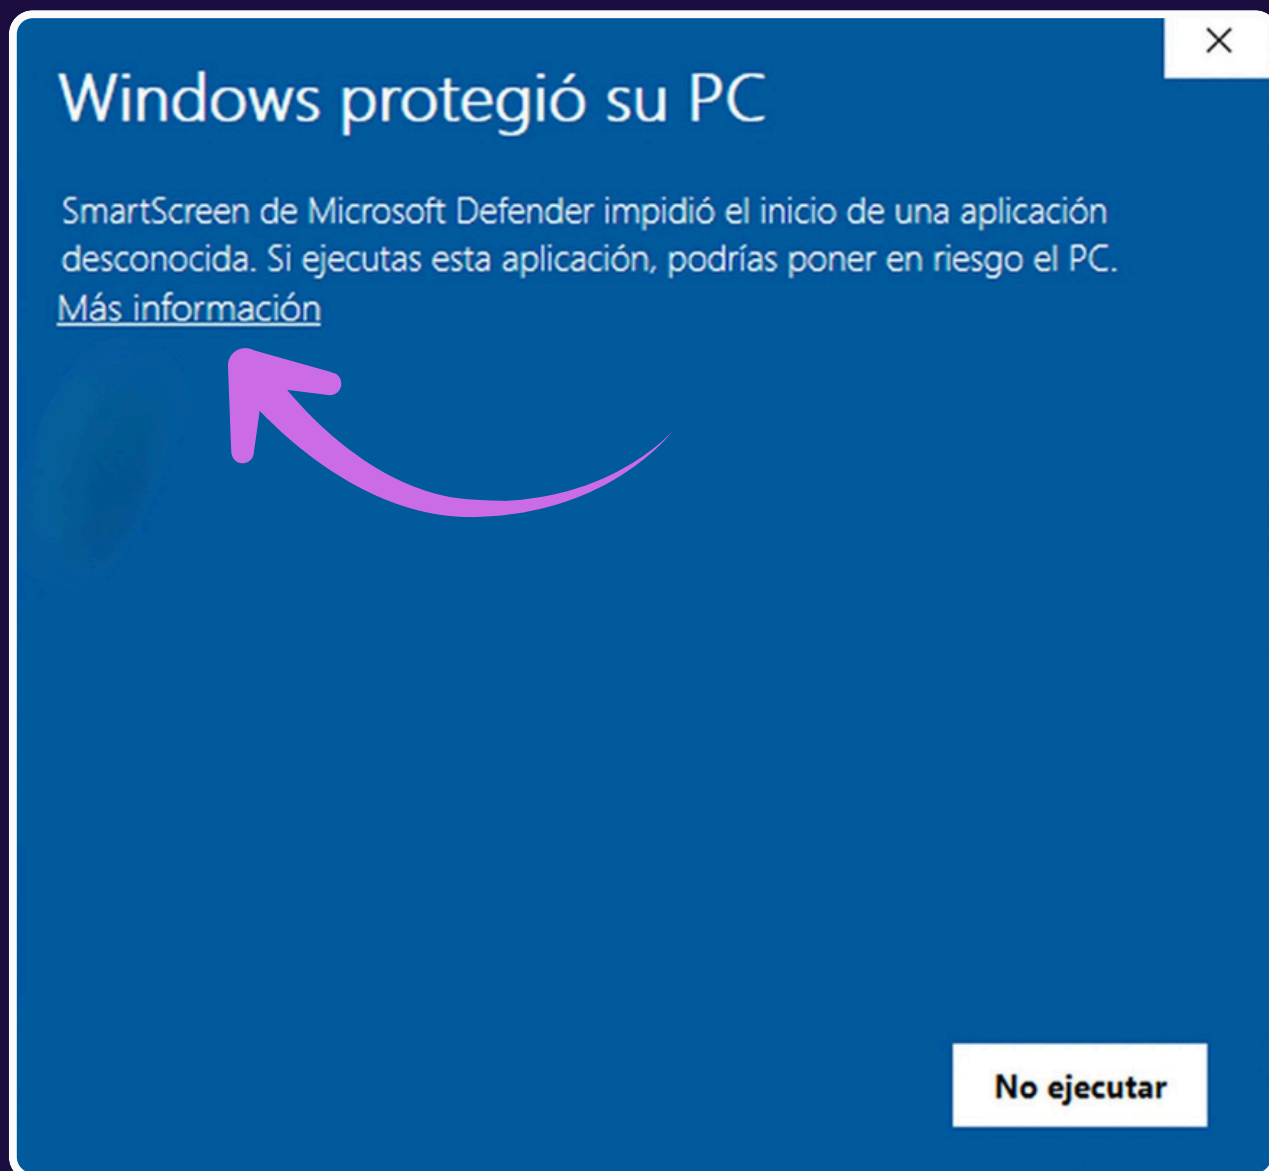 Windows protegió su PC
SmartScreen de Microsoft Defender impidió el inicio de una aplicación
desconocida. Si ejecutas esta aplicación, podrías poner en riesgo el PC.
Más información
No ejecutar